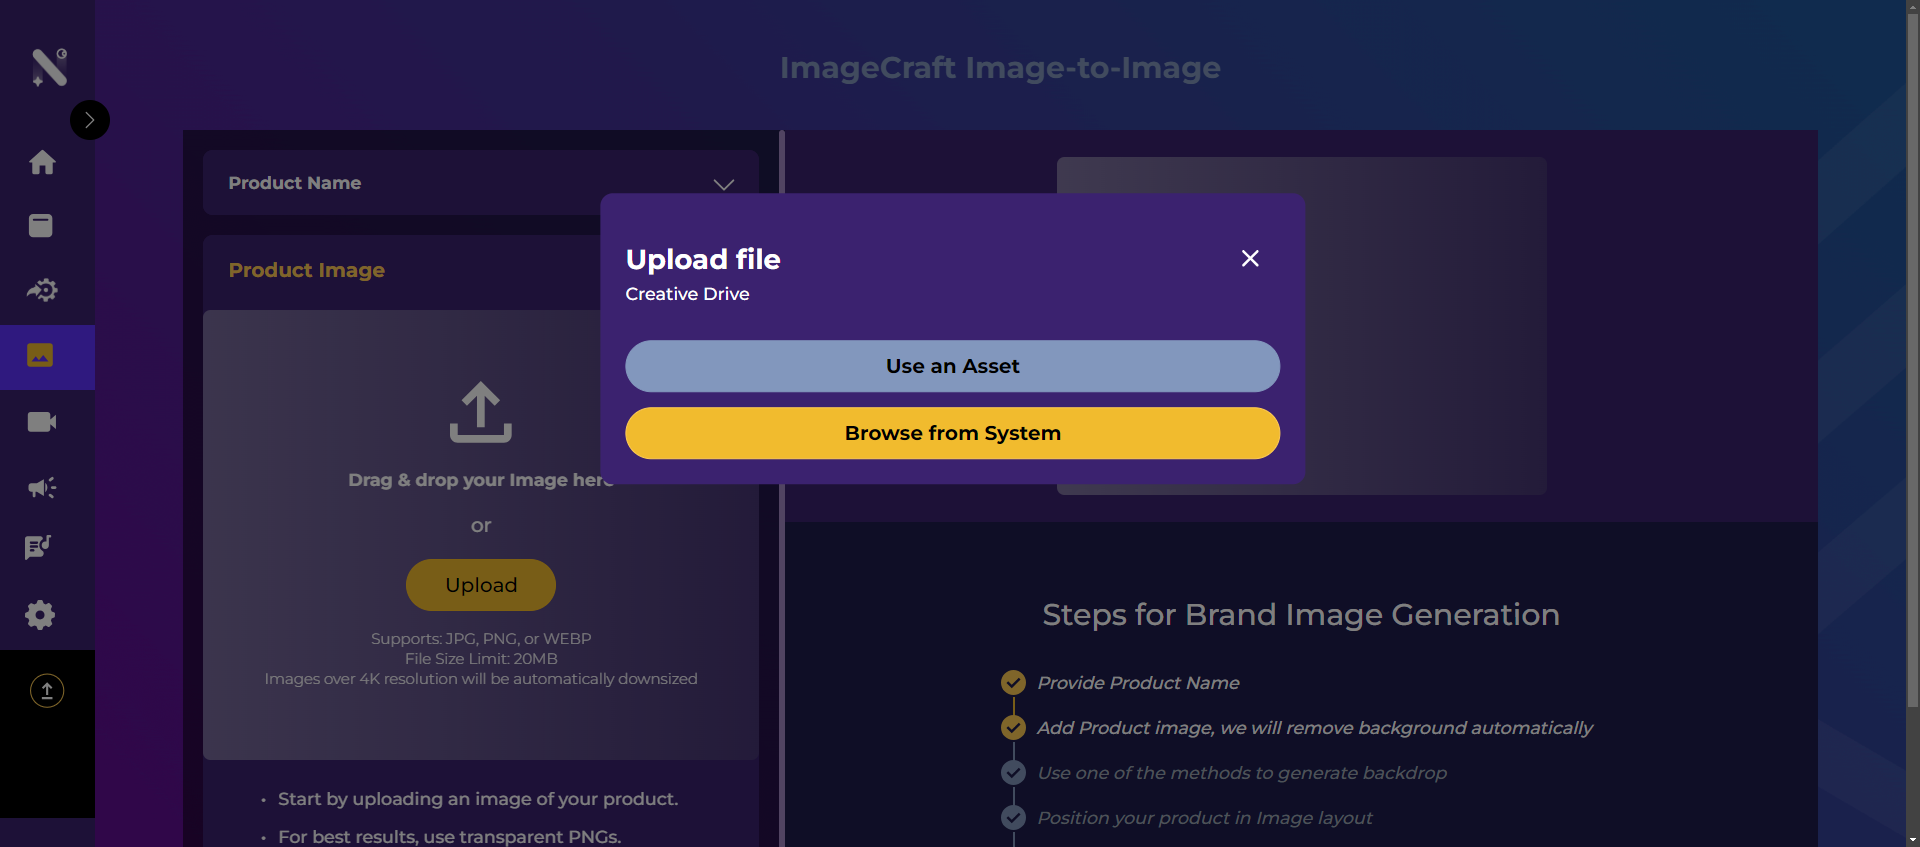 ImageCraft Image-to-Image
Product Name
Product Image
Upload file
Creative Drive
Use an Asset
Browse from System
Drag & drop your Image here
or
Upload
Supports: JPG, PNG, or WEBP
File Size Limit: 20MB
Images over 4K resolution will be automatically downsized
• Start by uploading an image of your product.
• For best results, use transparent PNGs.
Steps for Brand Image Generation
Provide Product Name
Add Product image, we will remove background automatically
Use one of the methods to generate backdrop
Position your product in Image layout